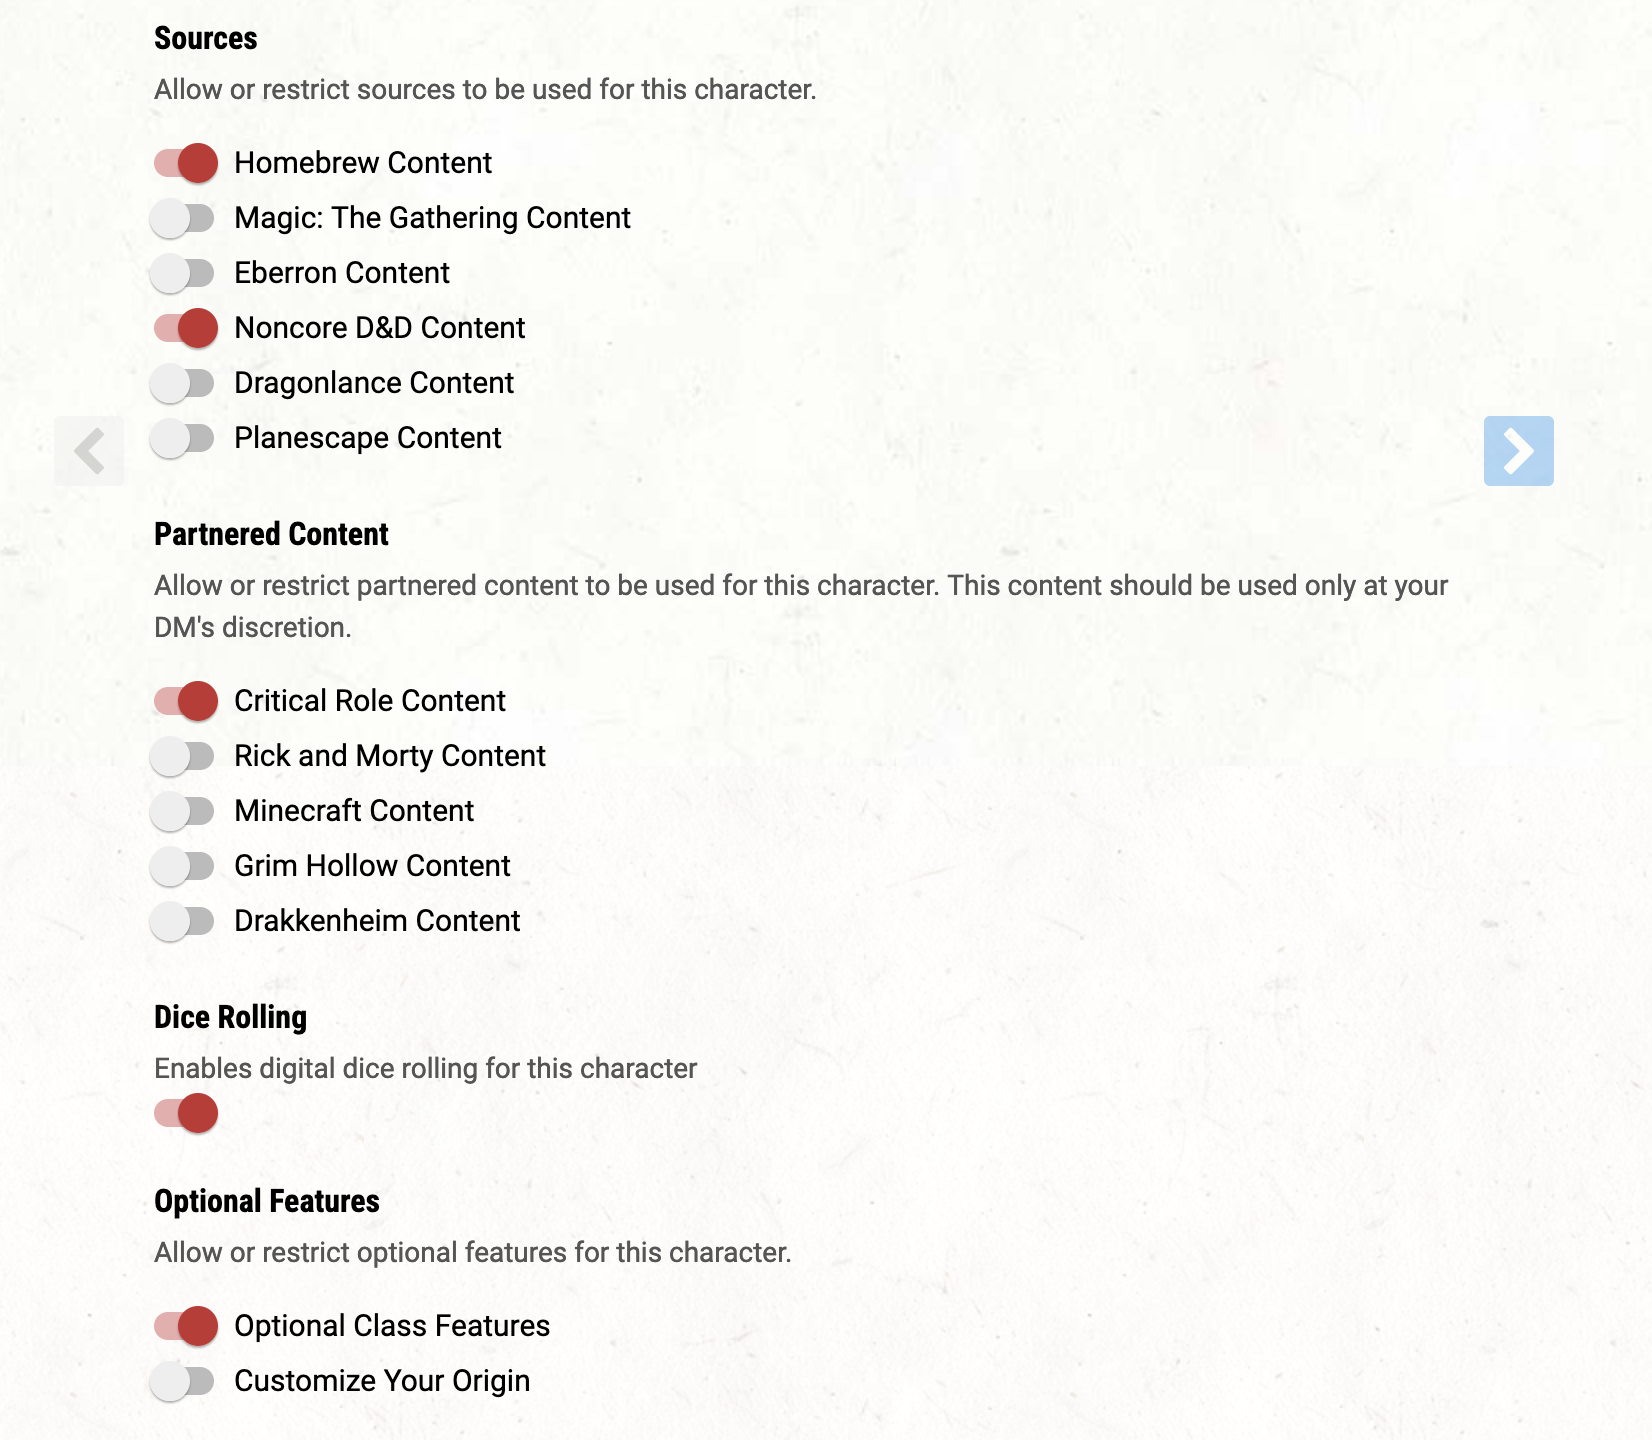 Sources
Allow or restrict sources to be used for this character.
Homebrew Content
Magic: The Gathering Content
Eberron Content
Noncore D&D Content
Dragonlance Content
Planescape Content
Partnered Content
Allow or restrict partnered content to be used for this character. This content should be used only at your
DM's discretion.
Critical Role Content
Rick and Morty Content
Minecraft Content
Grim Hollow Content
Drakkenheim Content
Dice Rolling
Enables digital dice rolling for this character
Optional Features
Allow or restrict optional features for this character.
Optional Class Features
Customize Your Origin